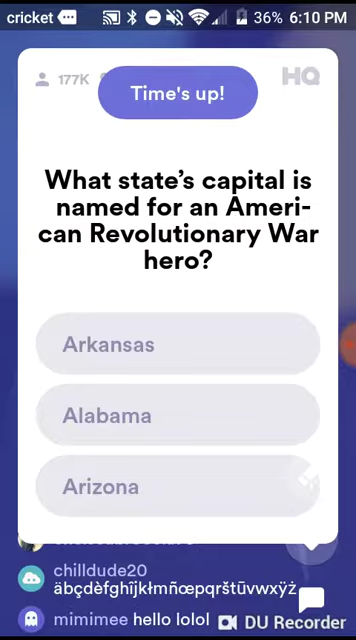 cricket 36% 6:10 PM
177K
Time's up!
HQ
What state's capital is
named for an Ameri-
can Revolutionary War
hero?
Arkansas
Alabama
Arizona
chilldude20
äbçdèfghïjkłmñœpqrštūvwxÿż
mimimee hello lolol
DU Recorder